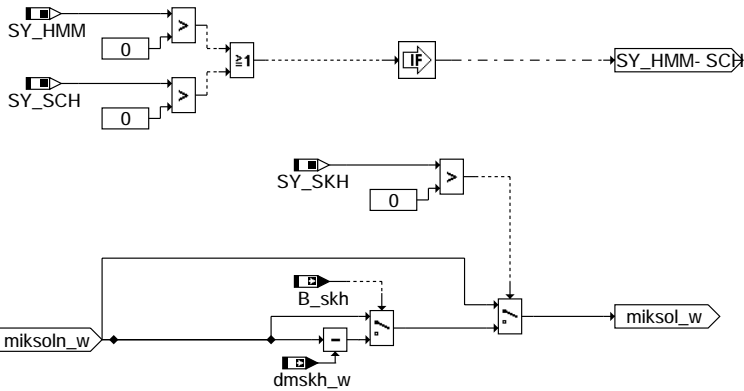 SY_HMM
>
0
≥1
IF
SY_HMM- SCH
SY_SCH
>
0
SY_SKH
>
0
B_skh
miksoln_w
-
miksol_w
dmskh_w